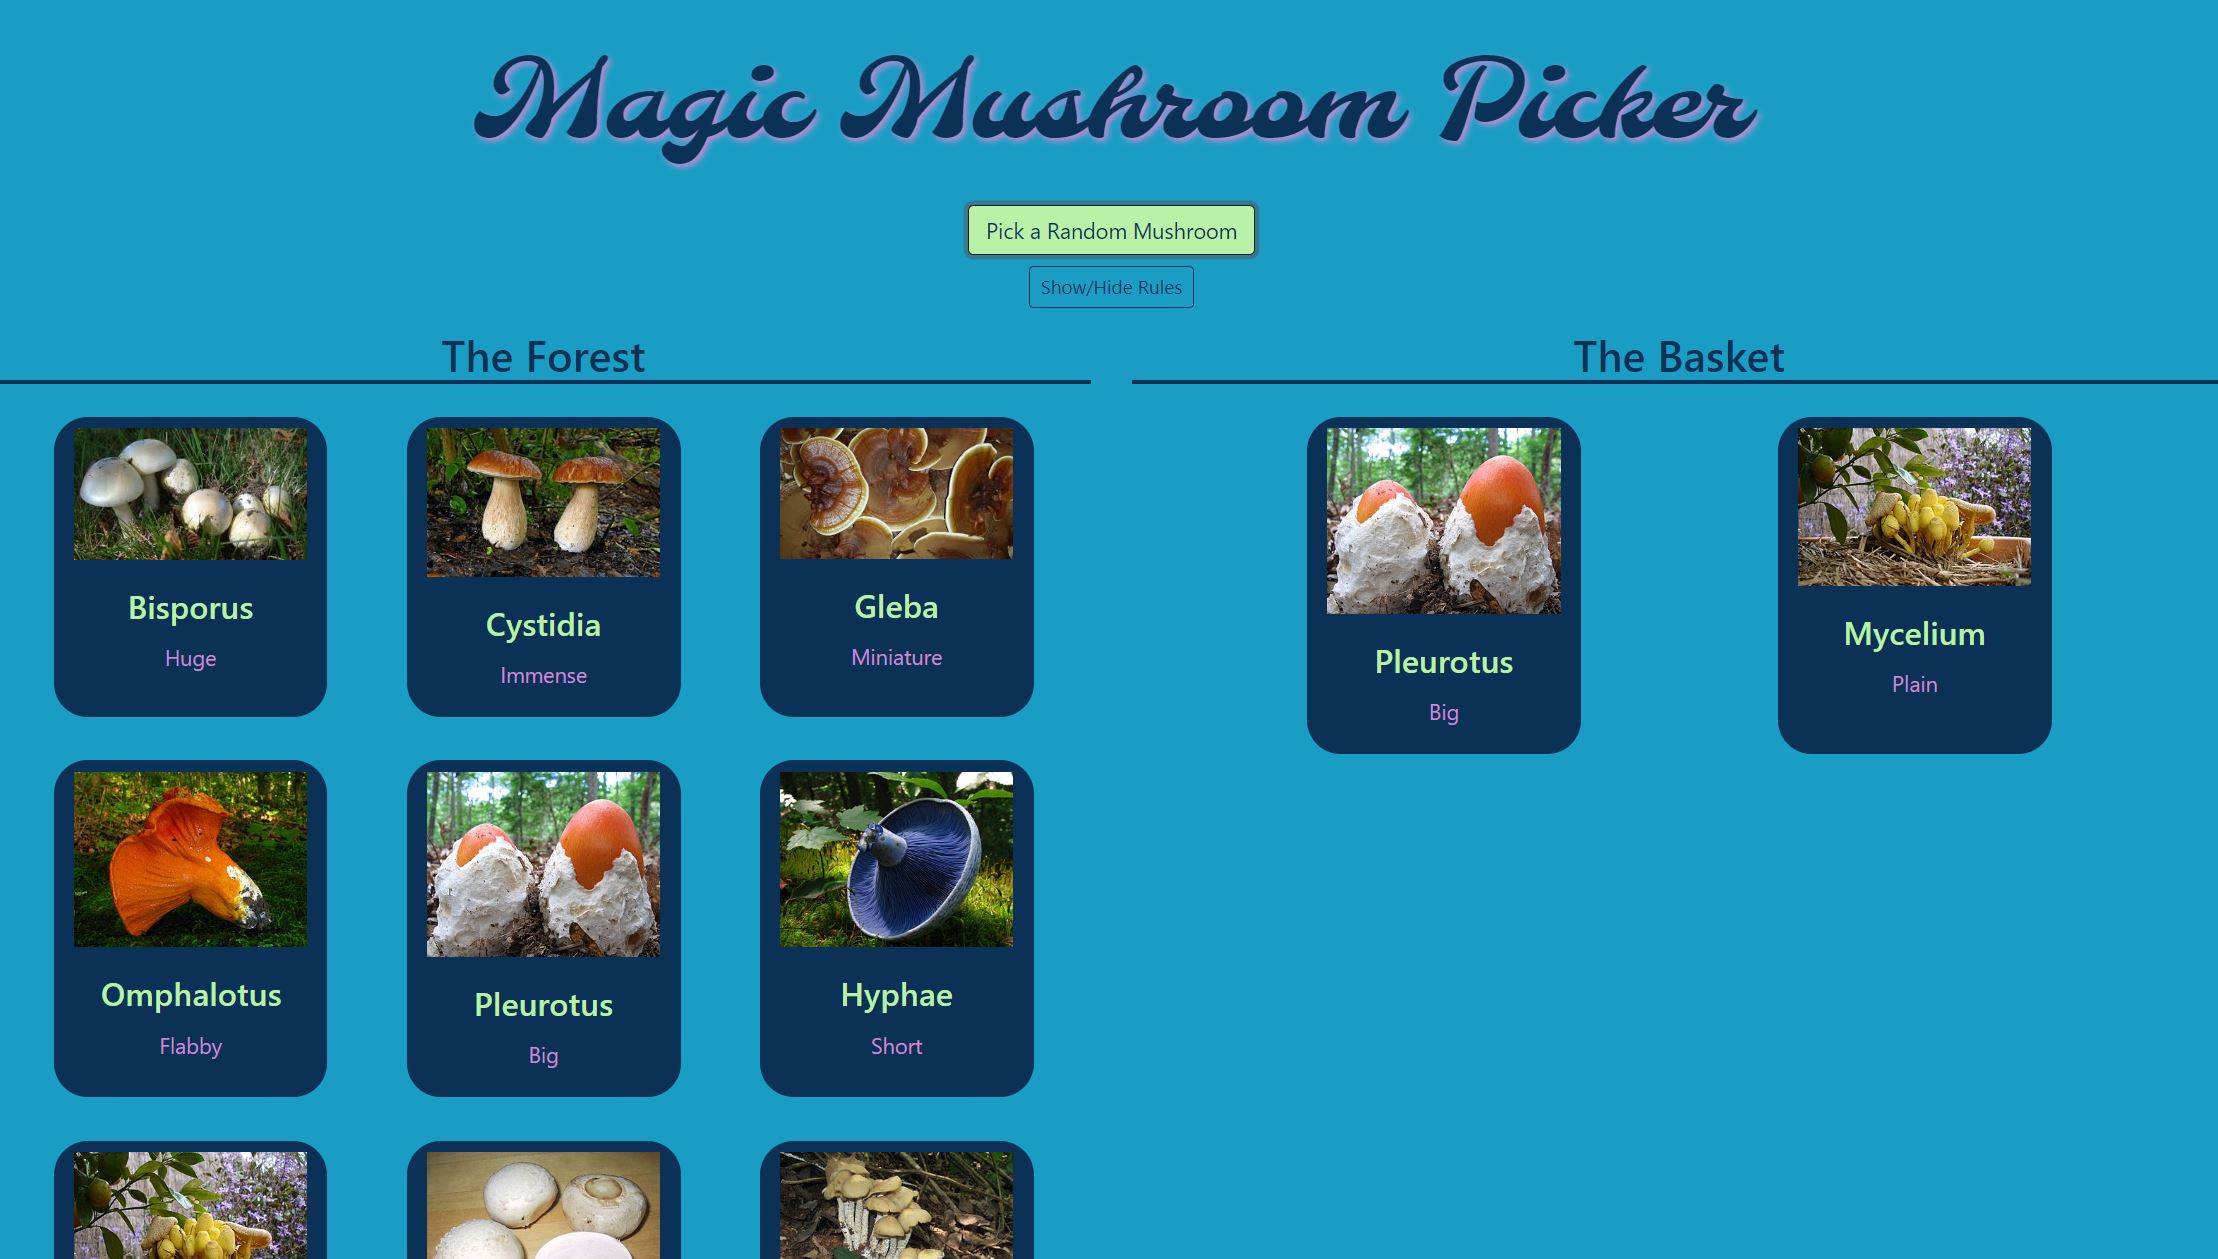 Magic Mushroom Picker
Pick a Random Mushroom
Show/Hide Rules
The Forest
Bisporus
Huge
Cystidia
Immense
Gleba
Miniature
Omphalotus
Flabby
Pleurotus
Big
Hyphae
Short
The Basket
Pleurotus
Big
Mycelium
Plain